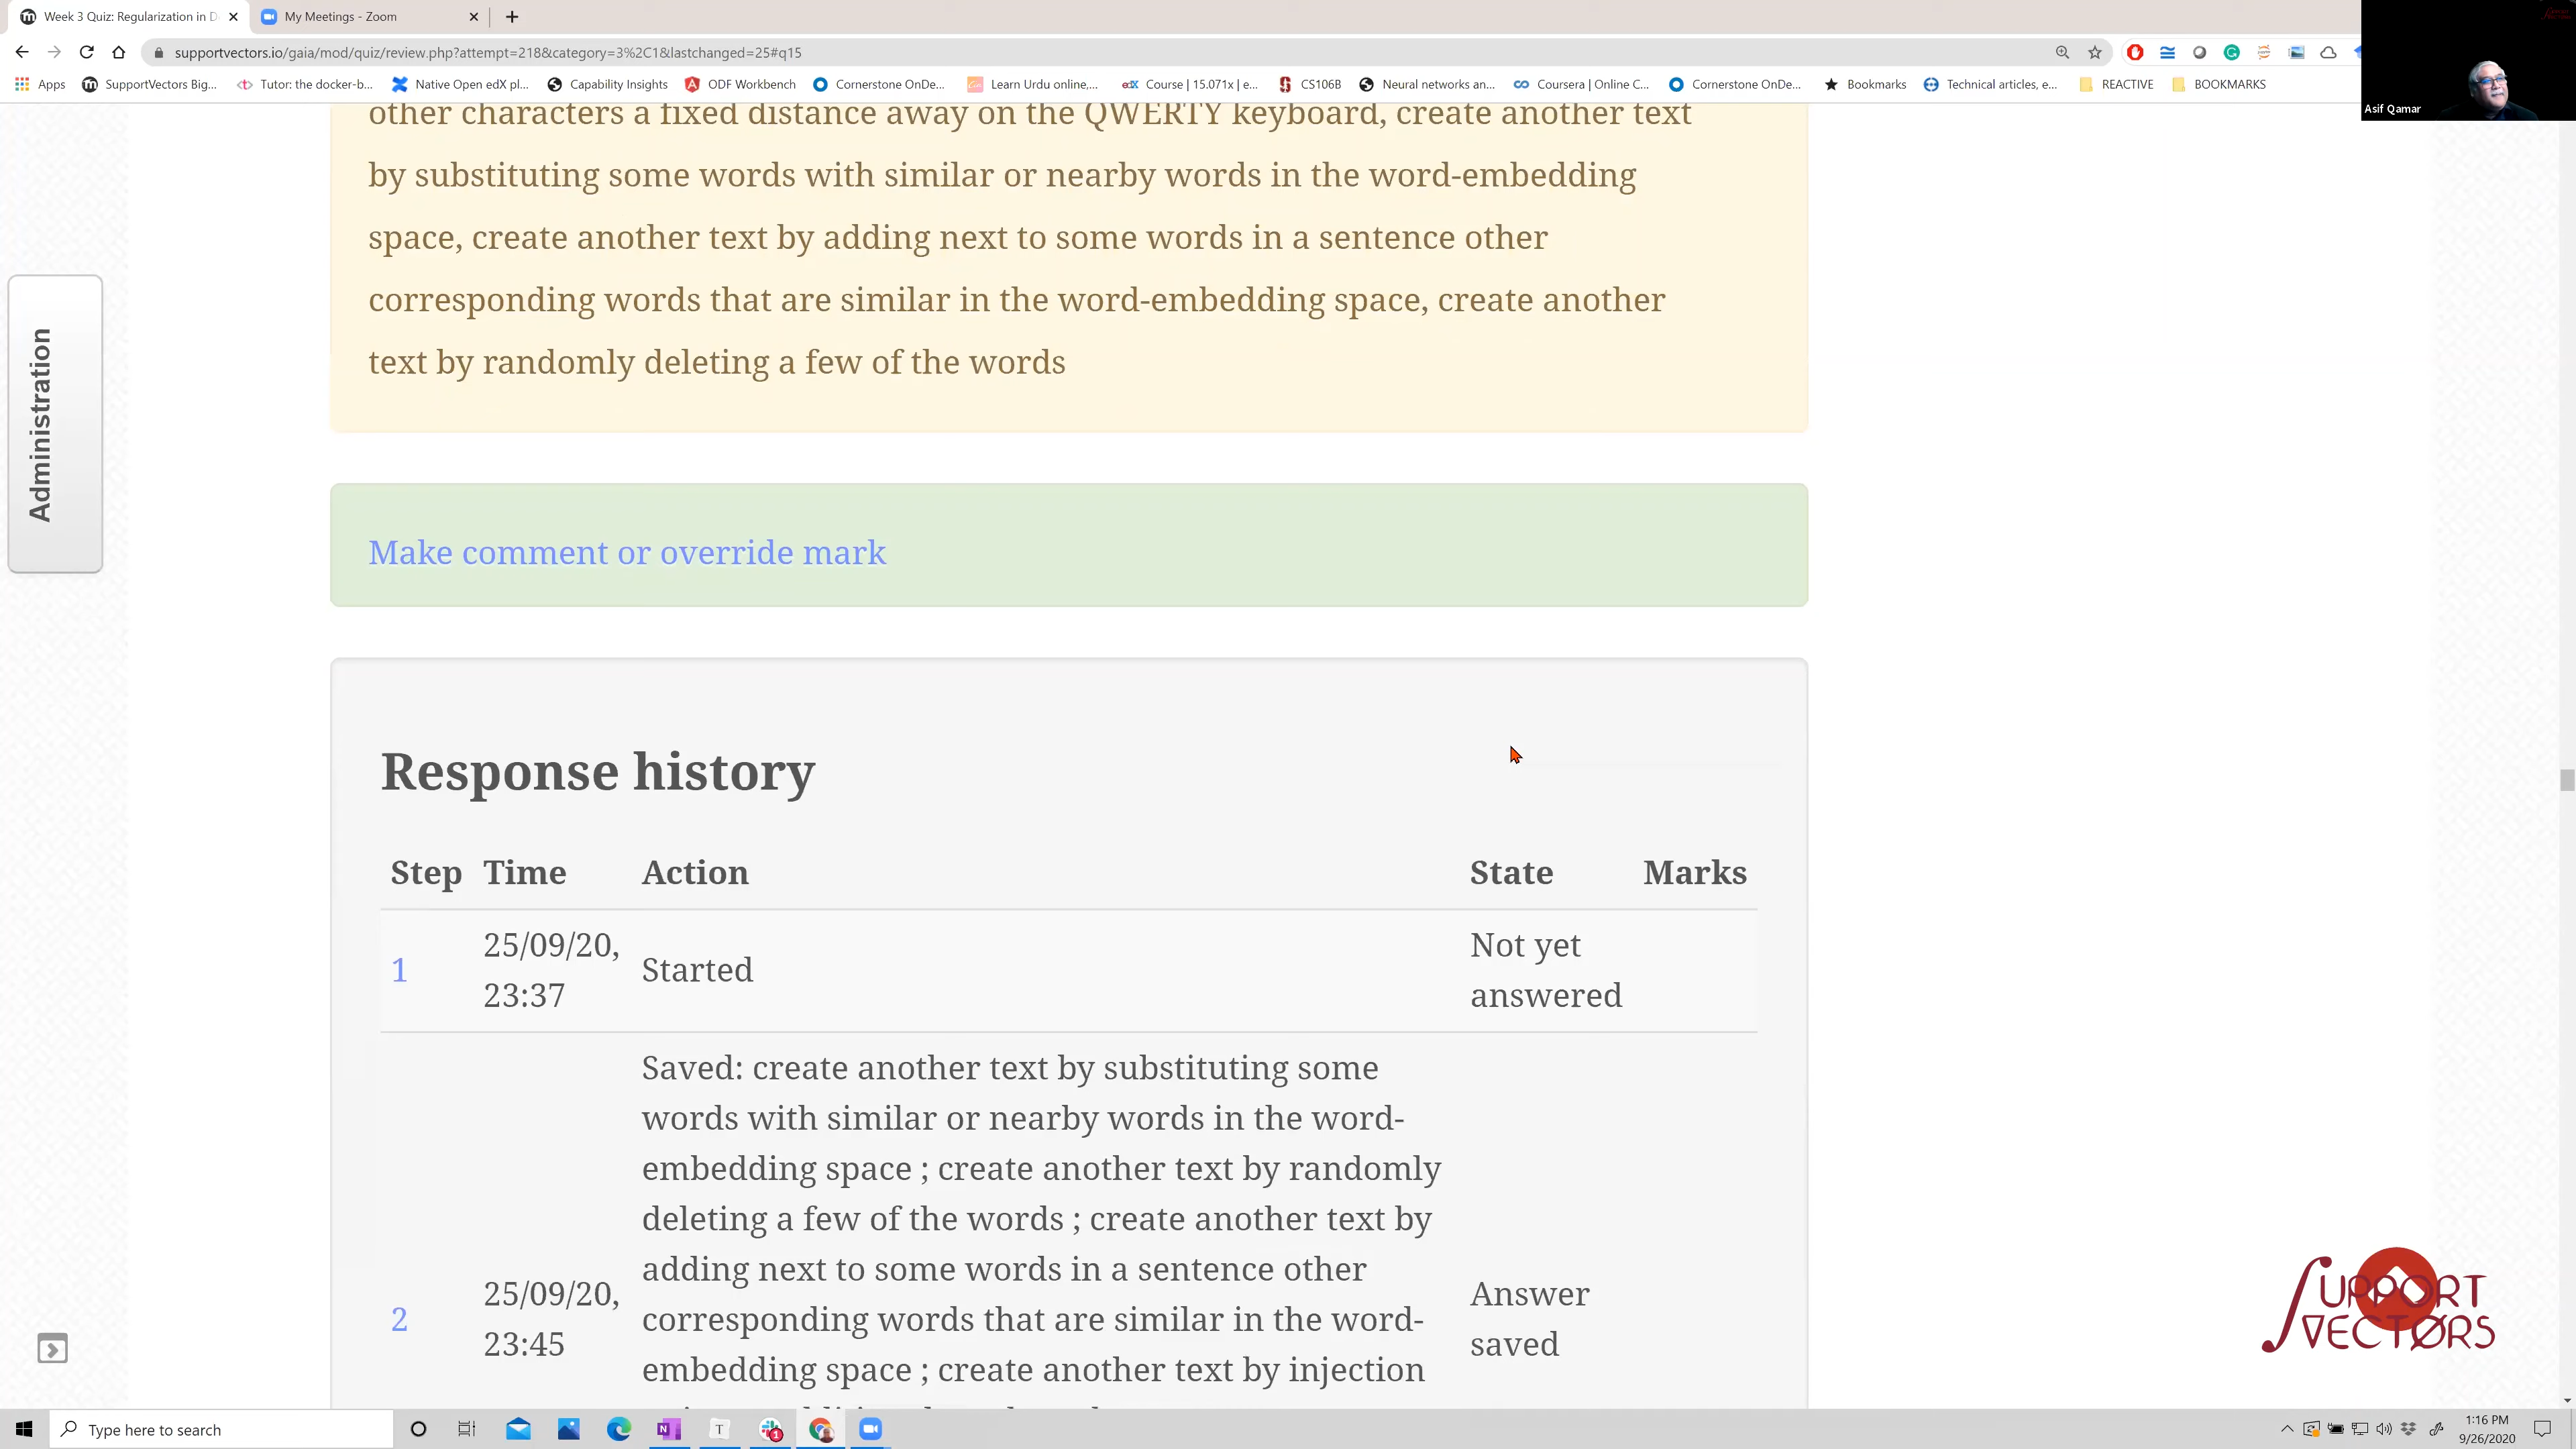 Week 3 Quiz: Regularization in D
My Meetings - Zoom
supportvectors.io/gaia/mod/quiz/review.php?attempt=218&category=3%2C1&lastchanged=25#q15
Apps
SupportVectors Big...
Tutor: the docker-b...
Native Open edX pl...
Capability Insights
ODF Workbench
Cornerstone OnDe...
Learn Urdu online,...
edX Course | 15.071x | e...
CS106B
Neural networks an...
Coursera | Online C...
Cornerstone OnDe...
Bookmarks
Technical articles, e...
REACTIVE
BOOKMARKS
Asif Qamar
other characters a fixed distance away on the QWERTY keyboard, create another text
by substituting some words with similar or nearby words in the word-embedding
space, create another text by adding next to some words in a sentence other
corresponding words that are similar in the word-embedding space, create another
text by randomly deleting a few of the words
Administration
Make comment or override mark
Response history
Step Time Action State Marks
1
25/09/20,
23:37
Started
Not yet
answered
2
25/09/20,
23:45
Saved: create another text by substituting some
words with similar or nearby words in the word-
embedding space ; create another text by randomly
deleting a few of the words ; create another text by
adding next to some words in a sentence other
corresponding words that are similar in the word-
embedding space ; create another text by injection
Answer
saved
SUPPORT
VECTORS
Type here to search
1:16 PM
9/26/2020